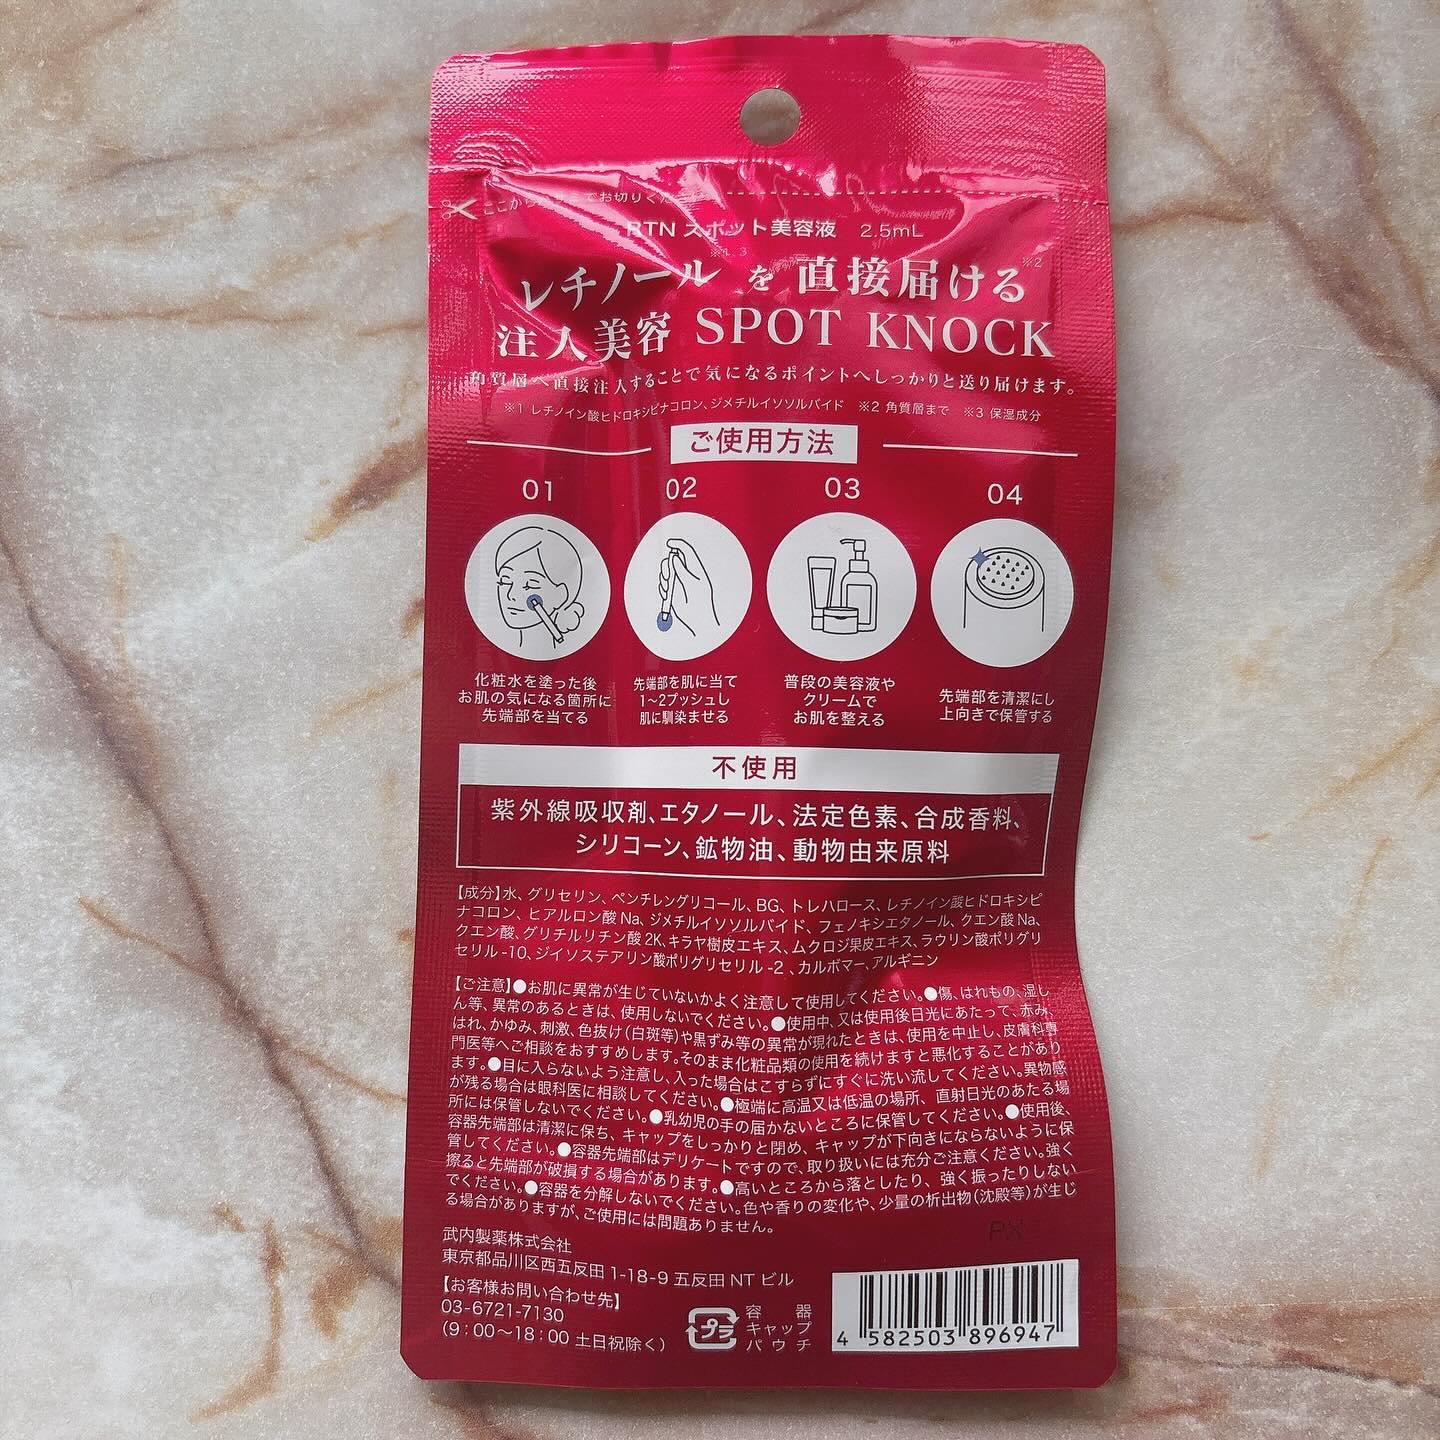 RTN スポット美容液 2.5mL
レチノール※1 ※3 を 直接届ける※2
注入美容 SPOT KNOCK
角質層へ直接注入することで気になるポイントへしっかりと送り届けます。
※1 レチノイン酸ヒドロキシピナコロン、ジメチルイソソルバイド ※2 角質層まで ※3 保湿成分
ご使用方法
01
化粧水を塗った後
お肌の気になる箇所に
先端部を当てる
02
先端部を肌に当て
1~2プッシュし
肌に馴染ませる
03
普段の美容液や
クリームで
お肌を整える
04
先端部を清潔にし
上向きで保管する
不使用
紫外線吸収剤、エタノール、法定色素、合成香料、
シリコーン、鉱物油、動物由来原料
【成分】水、グリセリン、ペンチレングリコール、BG、トレハロース、レチノイン酸ヒドロキシピ
ナコロン、ヒアルロン酸Na、ジメチルイソソルバイド、フェノキシエタノール、クエン酸Na、
クエン酸、グリチルリチン酸2K、キラヤ樹皮エキス、ムクロジ果皮エキス、ラウリン酸ポリグリ
セリル-10、ジイソステアリン酸ポリグリセリル-2、カルボマー、アルギニン
【ご注意】●お肌に異常が生じていないかよく注意して使用してください。●傷、はれもの、湿し
ん等、異常のあるときは、使用しないでください。●使用中、又は使用後日光にあたって、赤み、
はれ、かゆみ、刺激、色抜け(白斑等)や黒ずみ等の異常が現れたときは、使用を中止し、皮膚科専
門医等へご相談をおすすめします。そのまま化粧品類の使用を続けますと悪化することがあり
ます。●目に入らないよう注意し、入った場合はこすらずにすぐに洗い流してください。異物感
が残る場合は眼科医に相談してください。●極端に高温又は低温の場所、直射日光のあたる場
所には保管しないでください。●乳幼児の手の届かないところに保管してください。●使用後、
容器先端部は清潔に保ち、キャップをしっかりと閉め、キャップが下向きにならないように保
管してください。●容器先端部はデリケートですので、取り扱いには充分ご注意ください。強く
擦ると先端部が破損する場合があります。●高いところから落としたり、強く振ったりしない
でください。●容器を分解しないでください。色や香りの変化や、少量の析出物(沈殿等)が生じ
る場合がありますが、ご使用には問題ありません。
武内製薬株式会社
東京都品川区西五反田1-18-9 五反田NTビル
【お客様お問い合わせ先】
03-6721-7130
(9:00~18:00 土日祝除く)
プラ
容器
キャップ
パウチ
4 582503 896947